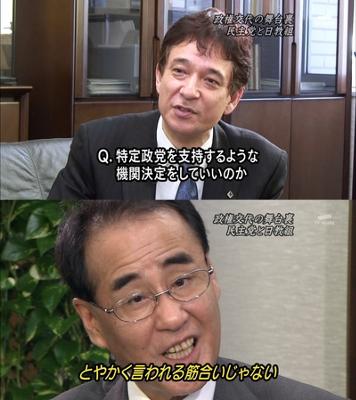 政権交代の舞台裏
民主党と日教組
Q. 特定政党を支持するような
機関決定をしていいのか
政権交代の舞台裏
民主党と日教組
とやかく言われる筋合いじゃない